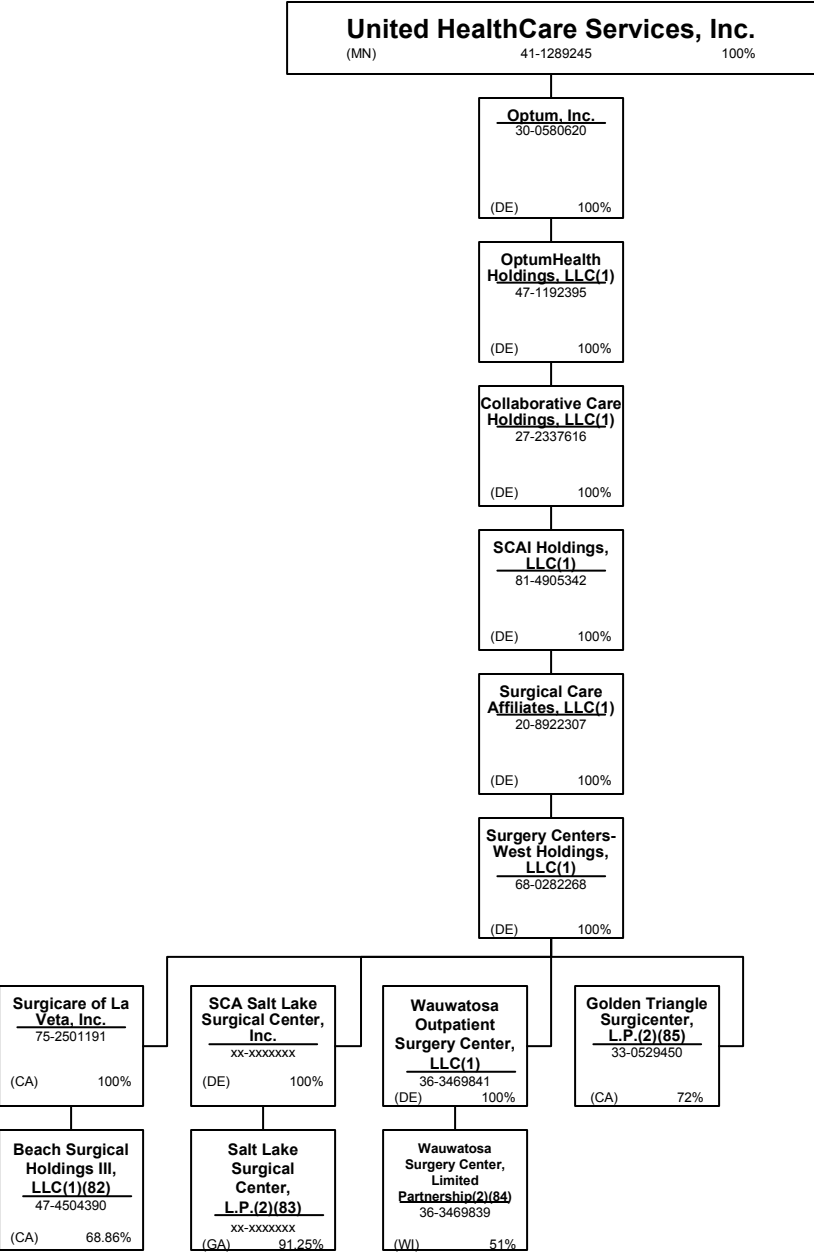 United HealthCare Services, Inc.
(MN) 41-1289245 100%
Optum, Inc.
30-0580620
(DE) 100%
OptumHealth
Holdings, LLC(1)
47-1192395
(DE) 100%
Collaborative Care
Holdings, LLC(1)
27-2337616
(DE) 100%
SCAI Holdings,
LLC(1)
81-4905342
(DE) 100%
Surgical Care
Affiliates, LLC(1)
20-8922307
(DE) 100%
Surgery Centers-
West Holdings,
LLC(1)
68-0282268
(DE) 100%
Surgicare of La
Veta, Inc.
75-2501191
(CA) 100%
SCA Salt Lake
Surgical Center,
Inc.
xx-xxxxxxx
(DE) 100%
Wauwatosa
Outpatient
Surgery Center,
LLC(1)
36-3469841
(DE) 100%
Golden Triangle
Surgicenter,
L.P.(2)(85)
33-0529450
(CA) 72%
Beach Surgical
Holdings III,
LLC(1)(82)
47-4504390
(CA) 68.86%
Salt Lake
Surgical
Center,
L.P.(2)(83)
xx-xxxxxxx
(GA) 91.25%
Wauwatosa
Surgery Center,
Limited
Partnership(2)(84)
36-3469839
(WI) 51%